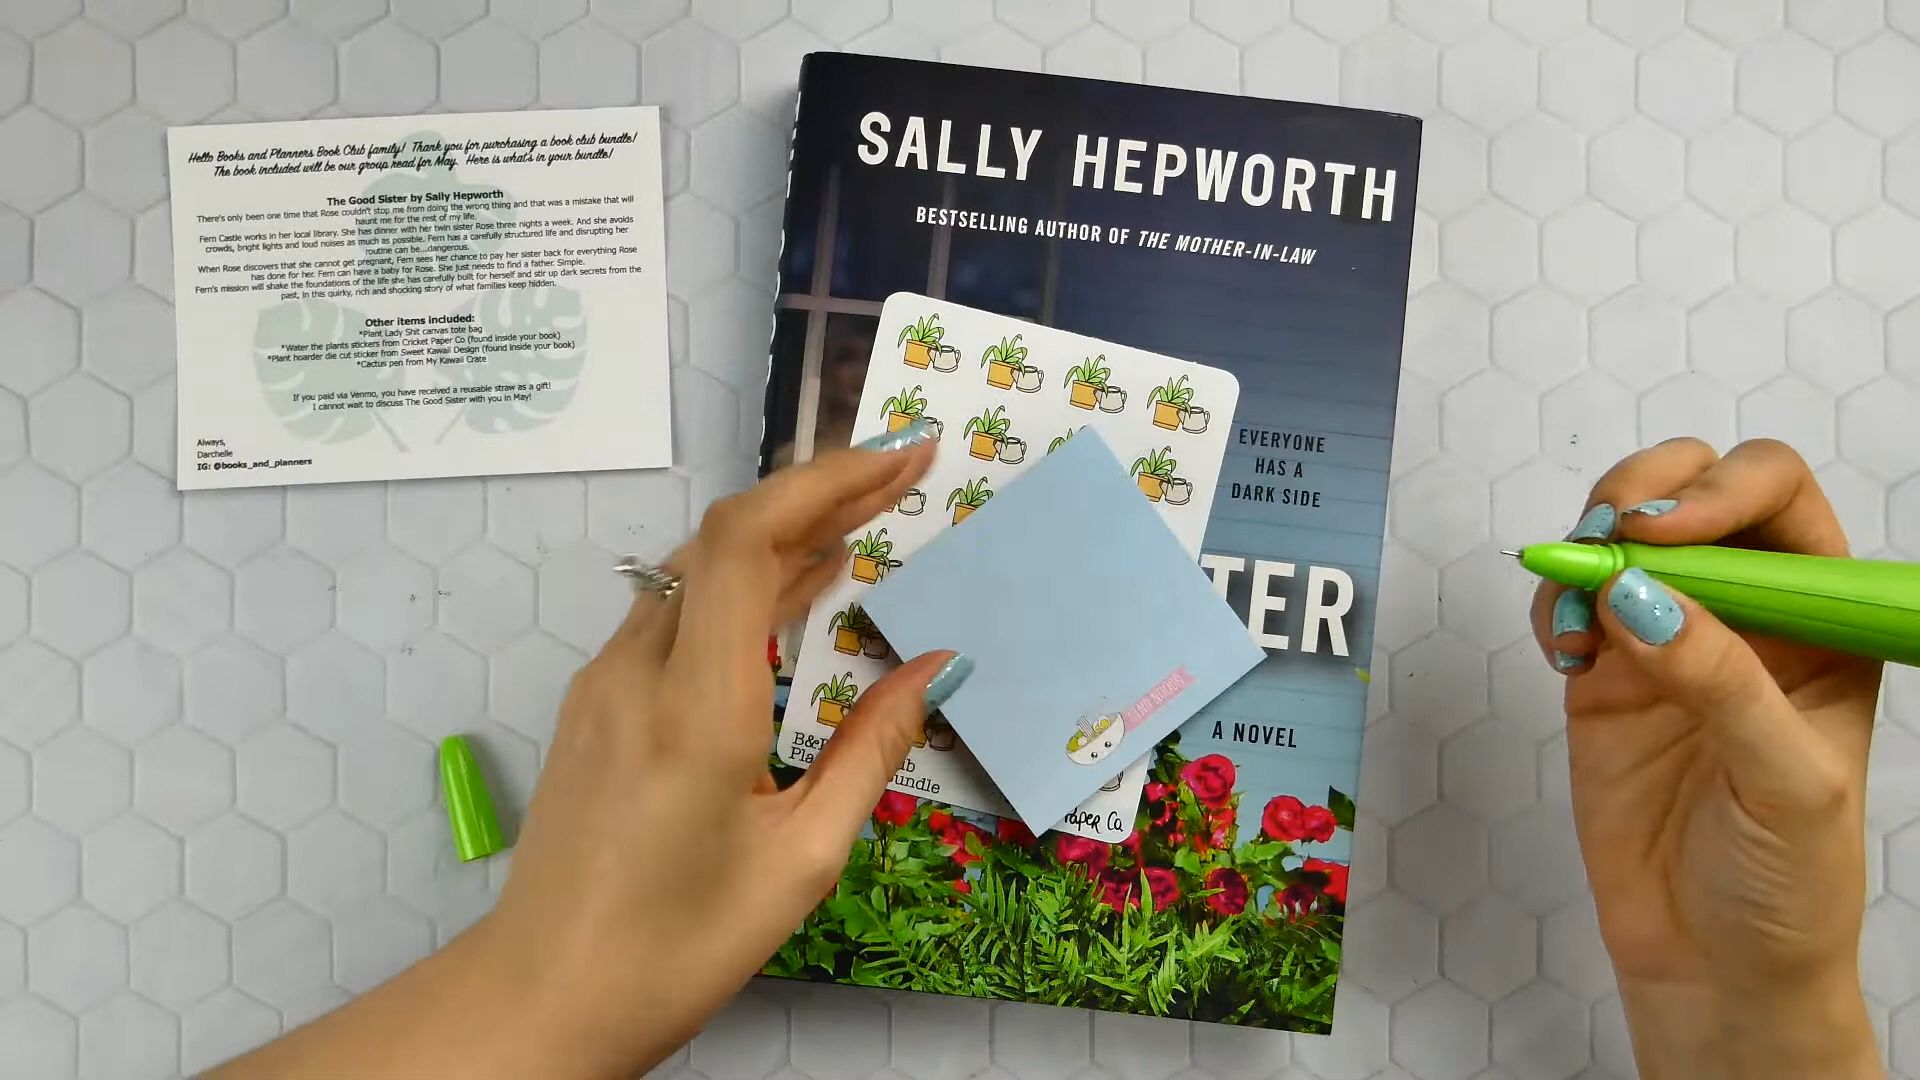 Hello Books and Planners Book Club family! Thank you for purchasing a book club bundle!
The book included will be our group read for May. Here is what's in your bundle!
The Good Sister by Sally Hepworth
There's only been one time that Rose couldn't stop me from doing the wrong thing and that was a mistake that will
haunt me for the rest of my life.
Fern Castle works in her local library. She has dinner with her twin sister Rose three nights a week. And she avoids
crowds, bright lights and loud noises as much as possible. Fern has a carefully structured life and disrupting her
routine can be...dangerous.
When Rose discovers that she cannot get pregnant, Fern sees her chance to pay her sister back for everything Rose
has done for her. Fern can have a baby for Rose. She just needs to find a father. Simple.
Fern's mission will shake the foundations of the life she has carefully built for herself and stir up dark secrets from the
past, in this quirky, rich and shocking story of what families keep hidden.
Other items included:
*Plant Lady Shit canvas tote bag
*Water the plants stickers from Cricket Paper Co (found inside your book)
*Plant hoarder die cut sticker from Sweet Kawaii Design (found inside your book)
*Cactus pen from My Kawaii Crate
If you paid via Venmo, you have received a reusable straw as a gift!
I cannot wait to discuss The Good Sister with you in May!
Always,
Darchelle
IG: @books_and_planners
SALLY HEPWORTH
BESTSELLING AUTHOR OF THE MOTHER-IN-LAW
EVERYONE
HAS A
DARK SIDE
TER
A NOVEL
Paper Co